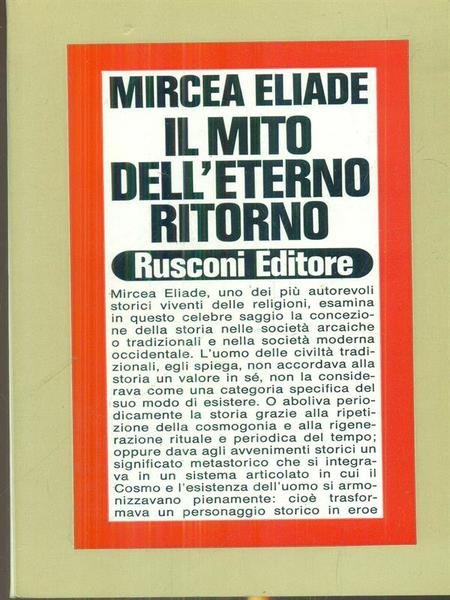 MIRCEA ELIADE
IL MITO
DELL'ETERNO
RITORNO
Rusconi Editore
Mircea Eliade, uno dei più autorevoli
storici viventi delle religioni, esamina
in questo celebre saggio la concezio-
ne della storia nelle società arcaiche
o tradizionali e nella società moderna
occidentale. L'uomo delle civiltà tradi-
zionali, egli spiega, non accordava alla
storia un valore in sé, non la conside-
rava come una categoria specifica del
suo modo di esistere. O aboliva perio-
dicamente la storia grazie alla ripeti-
zione della cosmogonia e alla rigene-
razione rituale e periodica del tempo;
oppure dava agli avvenimenti storici un
significato metastorico che si integra-
va in un sistema articolato in cui il
Cosmo e l'esistenza dell'uomo si armo-
nizzavano pienamente: cioè trasfor-
mava un personaggio storico in eroe